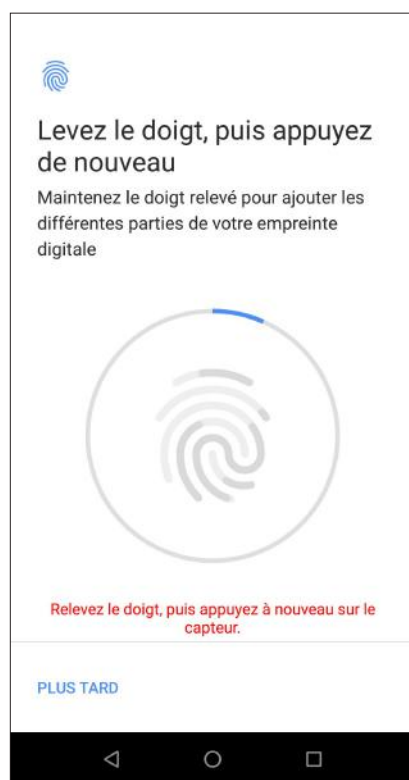 Levez le doigt, puis appuyez
de nouveau
Maintenez le doigt relevé pour ajouter les
différentes parties de votre empreinte
digitale
Relevez le doigt, puis appuyez à nouveau sur le
capteur.
PLUS TARD